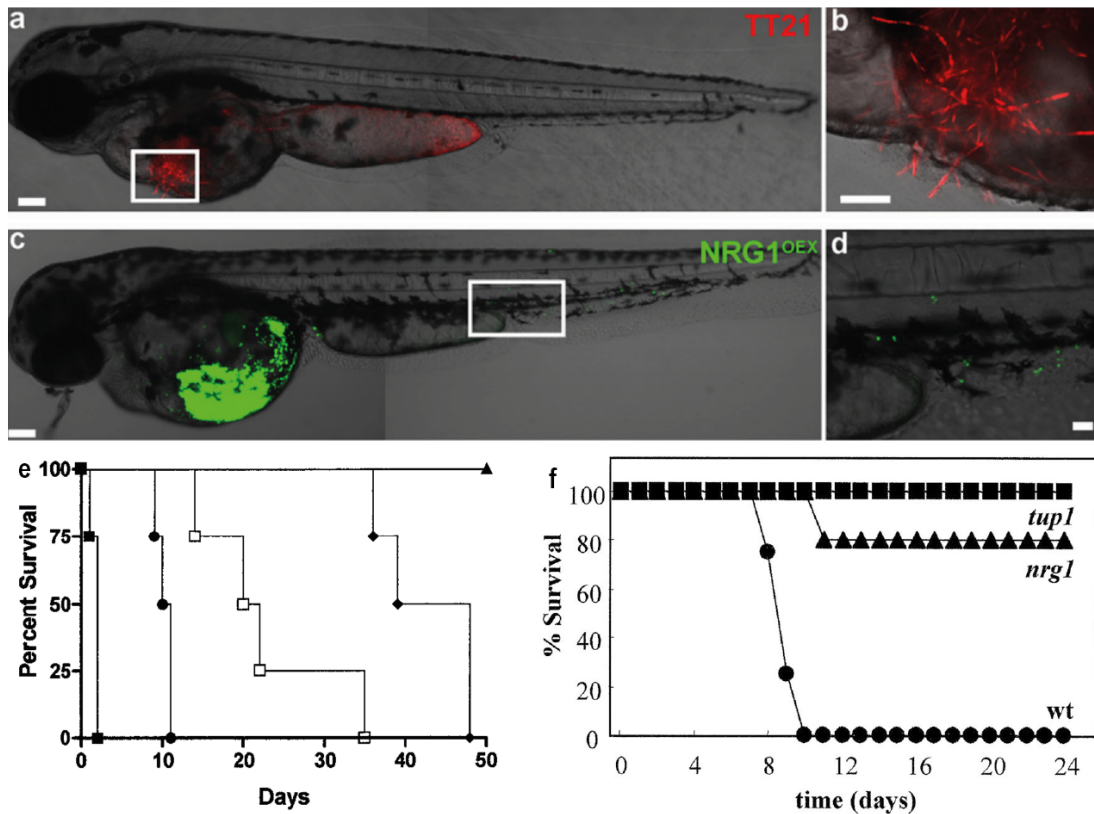 a
TT21
b
c
NRG1OEX
d
e
100
75
50
25
0
Percent Survival
0 10 20 30 40 50
Days
f
100
80
60
40
20
0
% Survival
tup1
nrg1
wt
0 4 8 12 16 20 24
time (days)